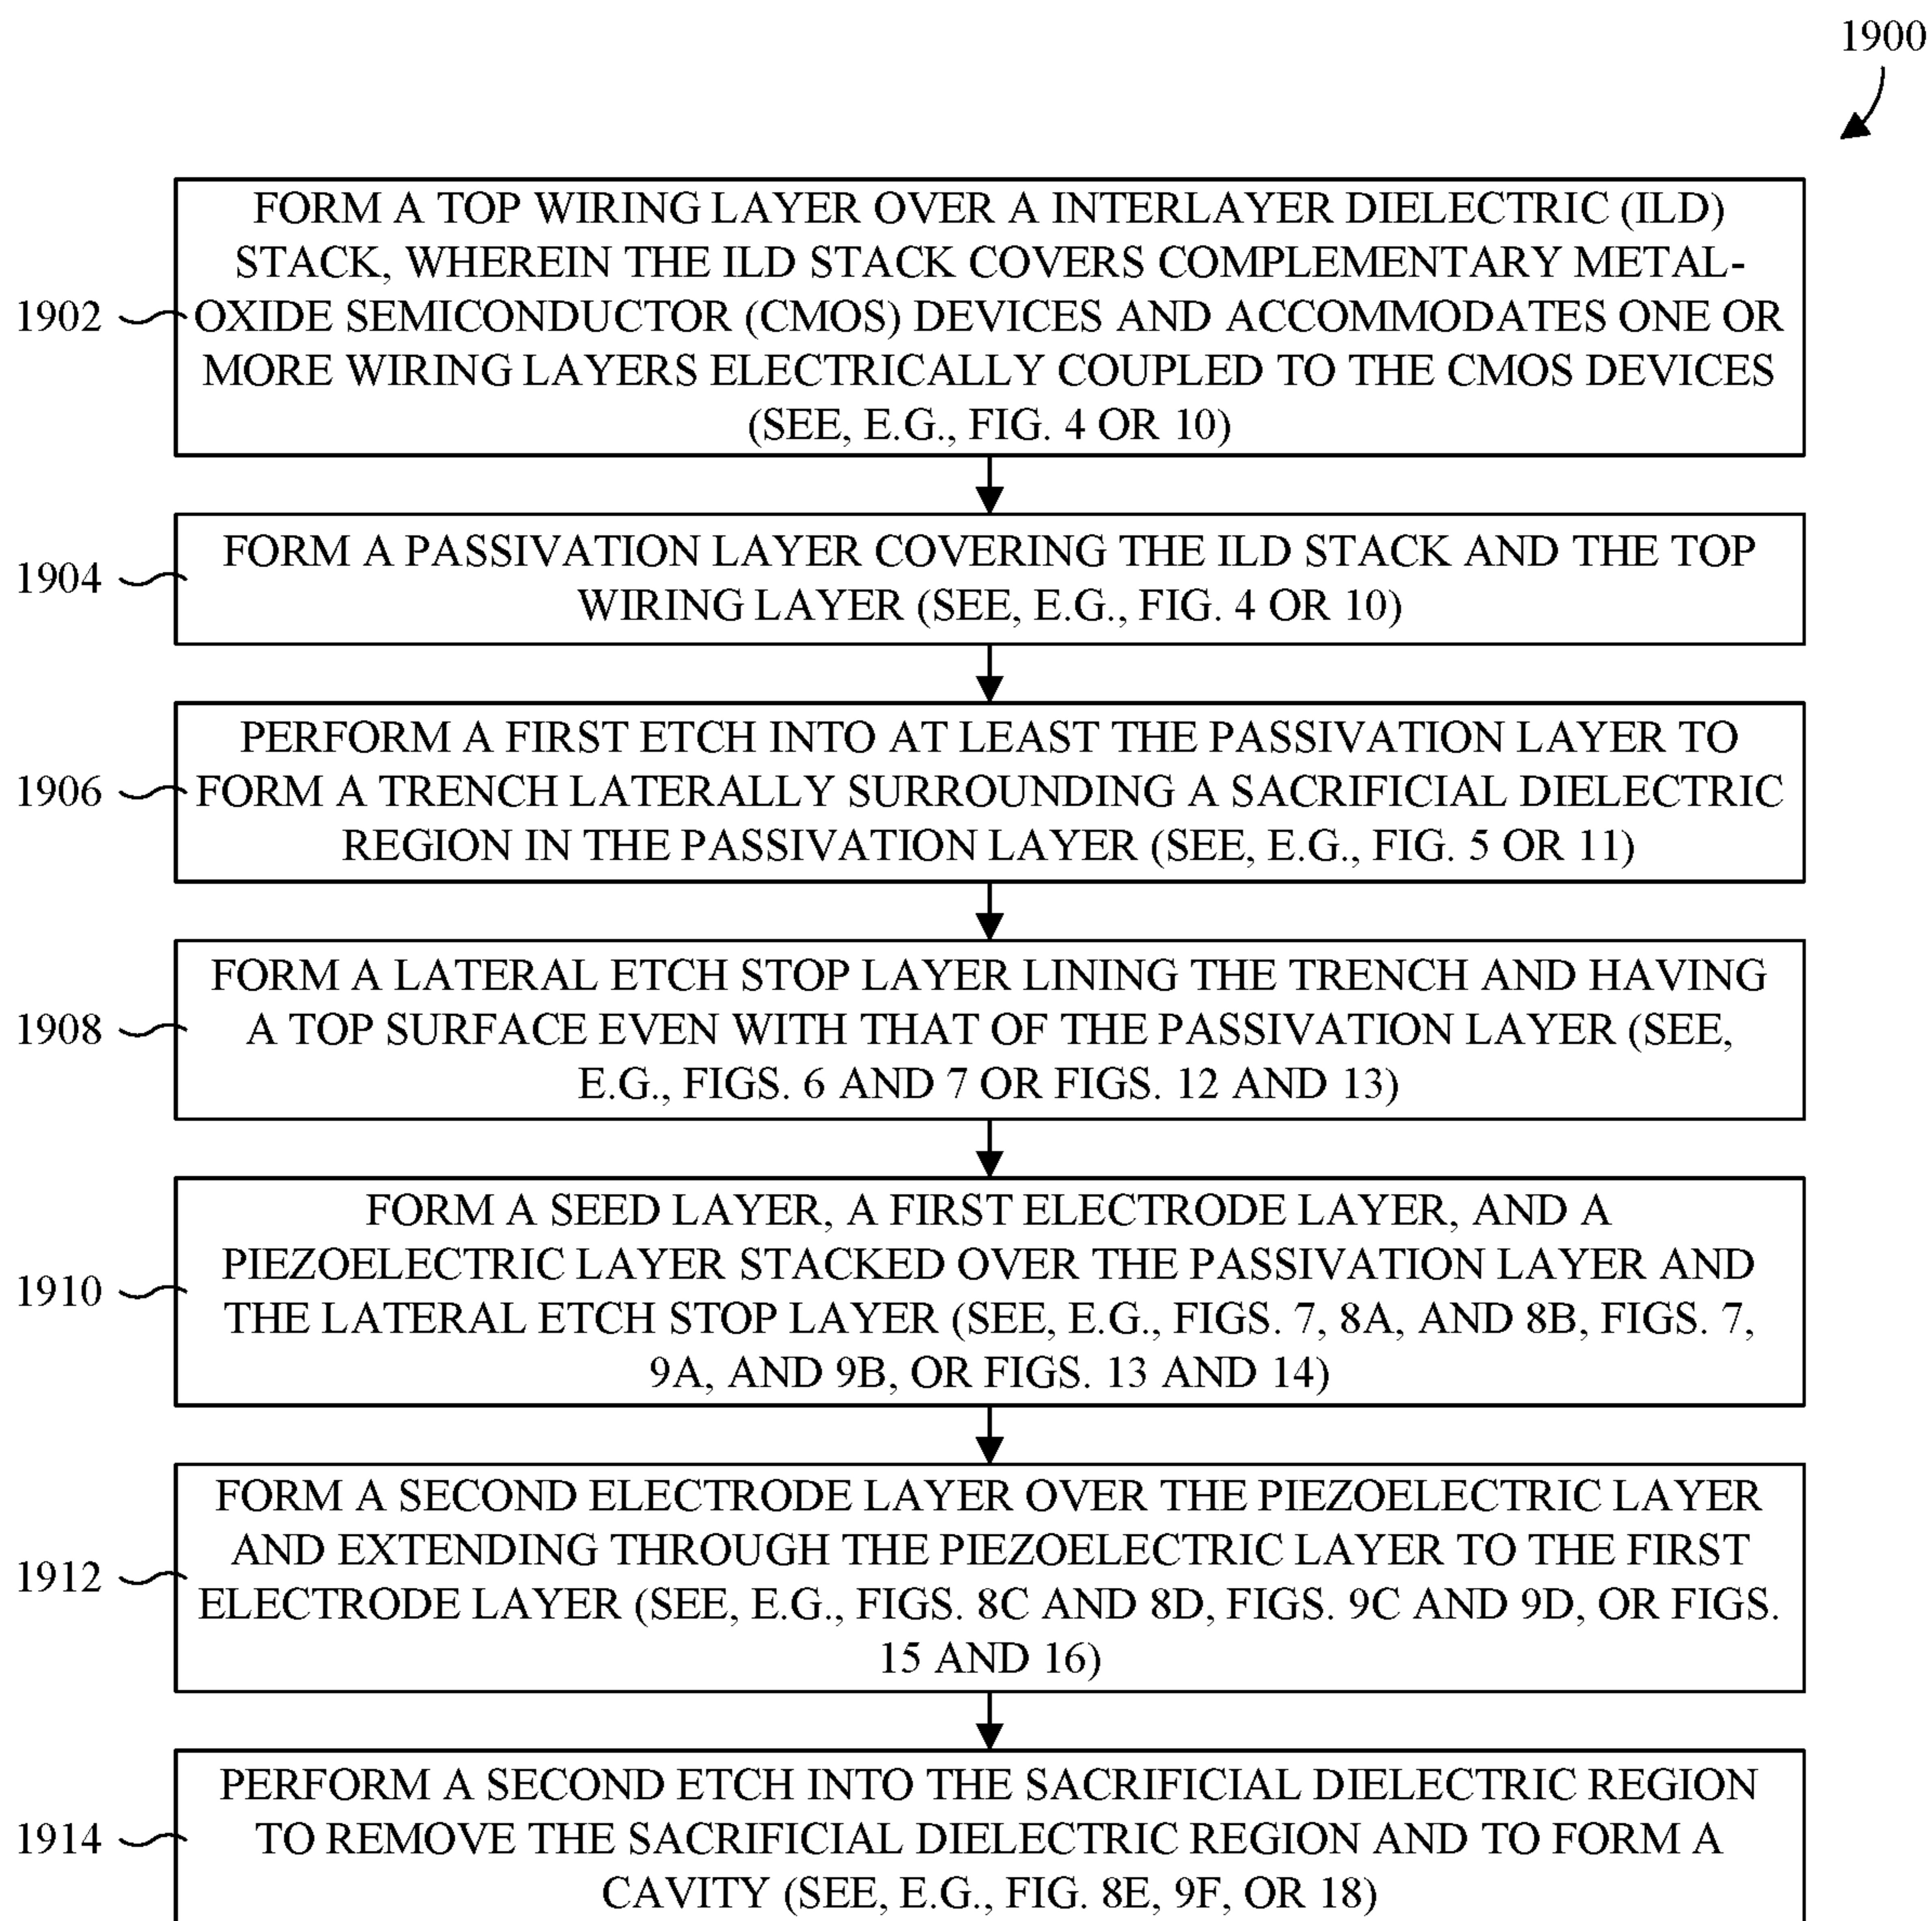 1900
FORM A TOP WIRING LAYER OVER A INTERLAYER DIELECTRIC (ILD)
STACK, WHEREIN THE ILD STACK COVERS COMPLEMENTARY METAL-
1902 OXIDE SEMICONDUCTOR (CMOS) DEVICES AND ACCOMMODATES ONE OR
MORE WIRING LAYERS ELECTRICALLY COUPLED TO THE CMOS DEVICES
(SEE, E.G., FIG. 4 OR 10)
1904 FORM A PASSIVATION LAYER COVERING THE ILD STACK AND THE TOP
WIRING LAYER (SEE, E.G., FIG. 4 OR 10)
PERFORM A FIRST ETCH INTO AT LEAST THE PASSIVATION LAYER TO
1906 FORM A TRENCH LATERALLY SURROUNDING A SACRIFICIAL DIELECTRIC
REGION IN THE PASSIVATION LAYER (SEE, E.G., FIG. 5 OR 11)
FORM A LATERAL ETCH STOP LAYER LINING THE TRENCH AND HAVING
1908 A TOP SURFACE EVEN WITH THAT OF THE PASSIVATION LAYER (SEE,
E.G., FIGS. 6 AND 7 OR FIGS. 12 AND 13)
FORM A SEED LAYER, A FIRST ELECTRODE LAYER, AND A
PIEZOELECTRIC LAYER STACKED OVER THE PASSIVATION LAYER AND
1910 THE LATERAL ETCH STOP LAYER (SEE, E.G., FIGS. 7, 8A, AND 8B, FIGS. 7,
9A, AND 9B, OR FIGS. 13 AND 14)
FORM A SECOND ELECTRODE LAYER OVER THE PIEZOELECTRIC LAYER
AND EXTENDING THROUGH THE PIEZOELECTRIC LAYER TO THE FIRST
1912 ELECTRODE LAYER (SEE, E.G., FIGS. 8C AND 8D, FIGS. 9C AND 9D, OR FIGS.
15 AND 16)
PERFORM A SECOND ETCH INTO THE SACRIFICIAL DIELECTRIC REGION
1914 TO REMOVE THE SACRIFICIAL DIELECTRIC REGION AND TO FORM A
CAVITY (SEE, E.G., FIG. 8E, 9F, OR 18)